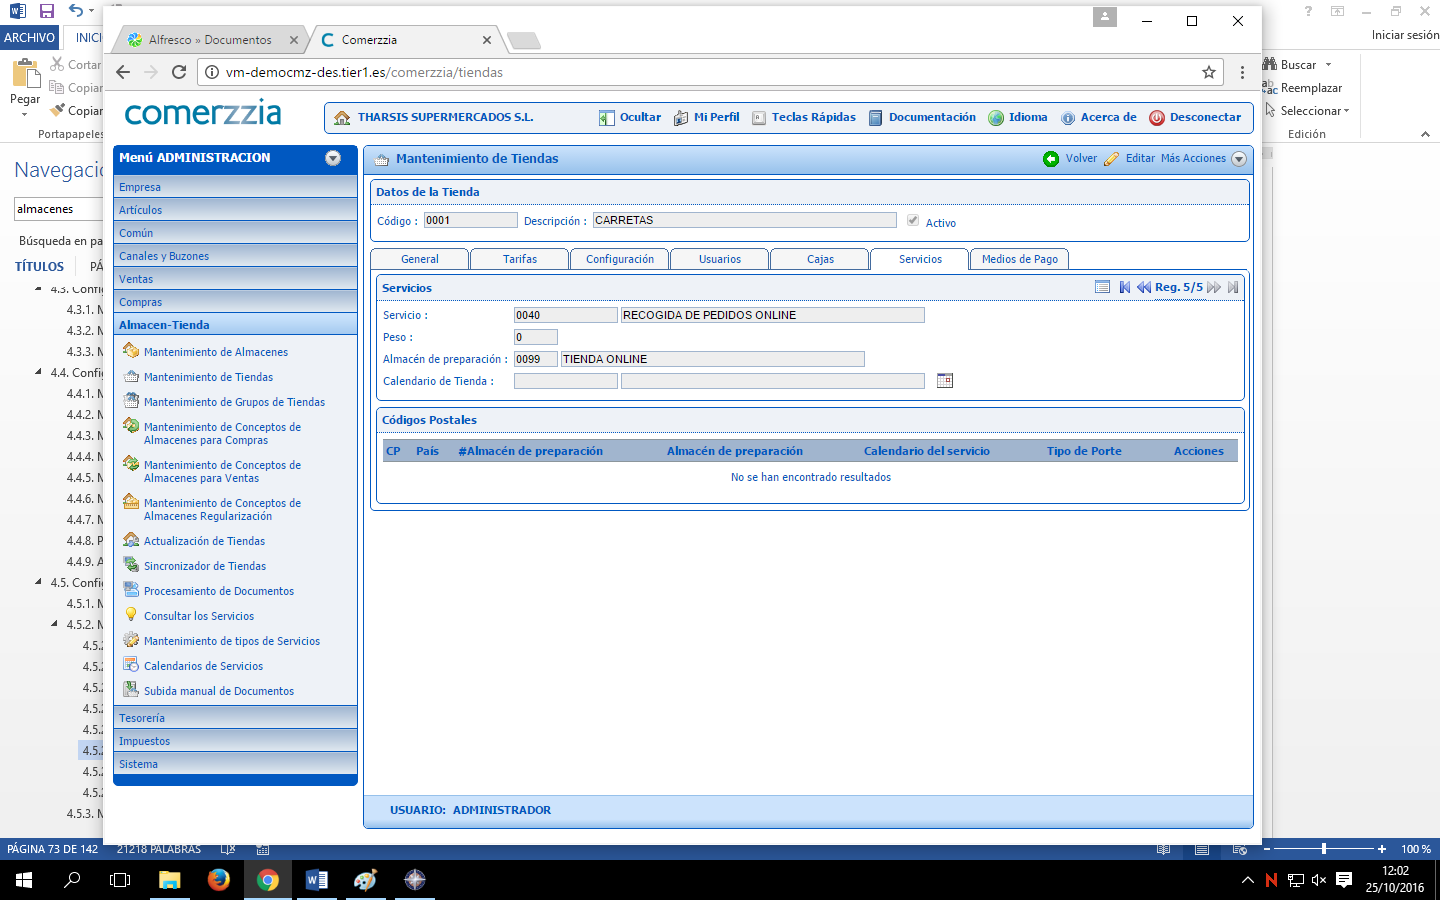 ARCHIVO
INICI
Iniciar sesión
Pegar
Cortar
Copiar
Copiar
Portapapeles
Buscar
Reemplazar
Seleccionar
Edición
Navegació
almacenes
Búsqueda en pa
TÍTULOS
PÁ
4.3. Config
4.3.1. M
4.3.2. M
4.3.3. M
4.4. Config
4.4.1. M
4.4.2. M
4.4.3. M
4.4.4. M
4.4.5. M
4.4.6. M
4.4.7. M
4.4.8. P
4.4.9. A
4.5. Config
4.5.1. M
4.5.2. M
4.5.2
4.5.2
4.5.2
4.5.2
4.5.2
4.5.2
4.5.2
4.5.2
4.5.3. M
Alfresco » Documentos
Comerzzia
vm-democmz-des.tier1.es/comerzzia/tiendas
comerzzia
THARSIS SUPERMERCADOS S.L.
Ocultar
Mi Perfil
Teclas Rápidas
Documentación
Idioma
Acerca de
Desconectar
Menú ADMINISTRACION
Empresa
Artículos
Común
Canales y Buzones
Ventas
Compras
Almacen-Tienda
Mantenimiento de Almacenes
Mantenimiento de Tiendas
Mantenimiento de Grupos de Tiendas
Mantenimiento de Conceptos de
Almacenes para Compras
Mantenimiento de Conceptos de
Almacenes para Ventas
Mantenimiento de Conceptos de
Almacenes Regularización
Actualización de Tiendas
Sincronizador de Tiendas
Procesamiento de Documentos
Consultar los Servicios
Mantenimiento de tipos de Servicios
Calendarios de Servicios
Subida manual de Documentos
Tesorería
Impuestos
Sistema
Mantenimiento de Tiendas
Volver
Editar
Más Acciones
Datos de la Tienda
Código : 0001 Descripción : CARRETAS Activo
General
Tarifas
Configuración
Usuarios
Cajas
Servicios
Medios de Pago
Servicios
Reg. 5/5
Servicio : 0040 RECOGIDA DE PEDIDOS ONLINE
Peso : 0
Almacén de preparación : 0099 TIENDA ONLINE
Calendario de Tienda :
Códigos Postales
CP País #Almacén de preparación Almacén de preparación Calendario del servicio Tipo de Porte Acciones
No se han encontrado resultados
USUARIO: ADMINISTRADOR
PÁGINA 73 DE 142
21218 PALABRAS
100 %
12:02
25/10/2016